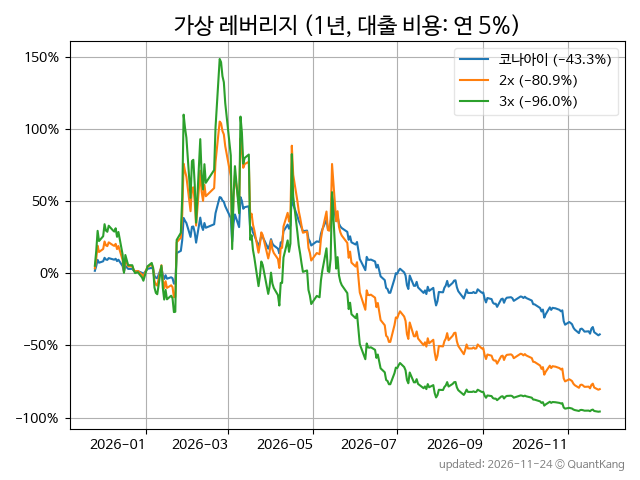 가상 레버리지 (1년, 대출 비용: 연 5%)
150%
100%
50%
0%
−50%
−100%
코나아이 (−43.3%)
2x (−80.9%)
3x (−96.0%)
2026-01
2026-03
2026-05
2026-07
2026-09
2026-11
updated: 2026-11-24 © QuantKang